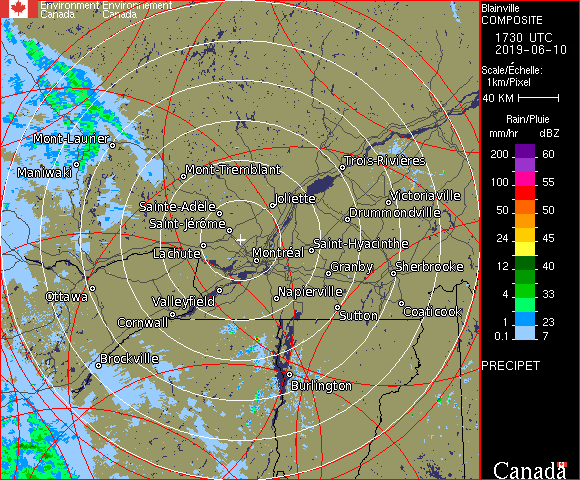 Environment Environnement
Canada Canada
Mont-Laurier
Maniwaki
Mont-Tremblant
Trois-Rivières
Sainte-Adèle
Joliette
Victoriaville
Saint-Jérôme
Drummondville
Lachute
Montréal
Saint-Hyacinthe
Granby
Sherbrooke
Ottawa
Valleyfield
Napierville
Cornwall
Sutton
Coaticook
Brockville
Burlington
Blainville
COMPOSITE
1730 UTC
2019-06-10
Scale/Échelle:
1km/Pixel
40 KM
Rain/Pluie
mm/hr dBZ
200 60
100 55
50 50
24 45
12 40
4 33
1 23
0.1 7
PRECIPET
Canada